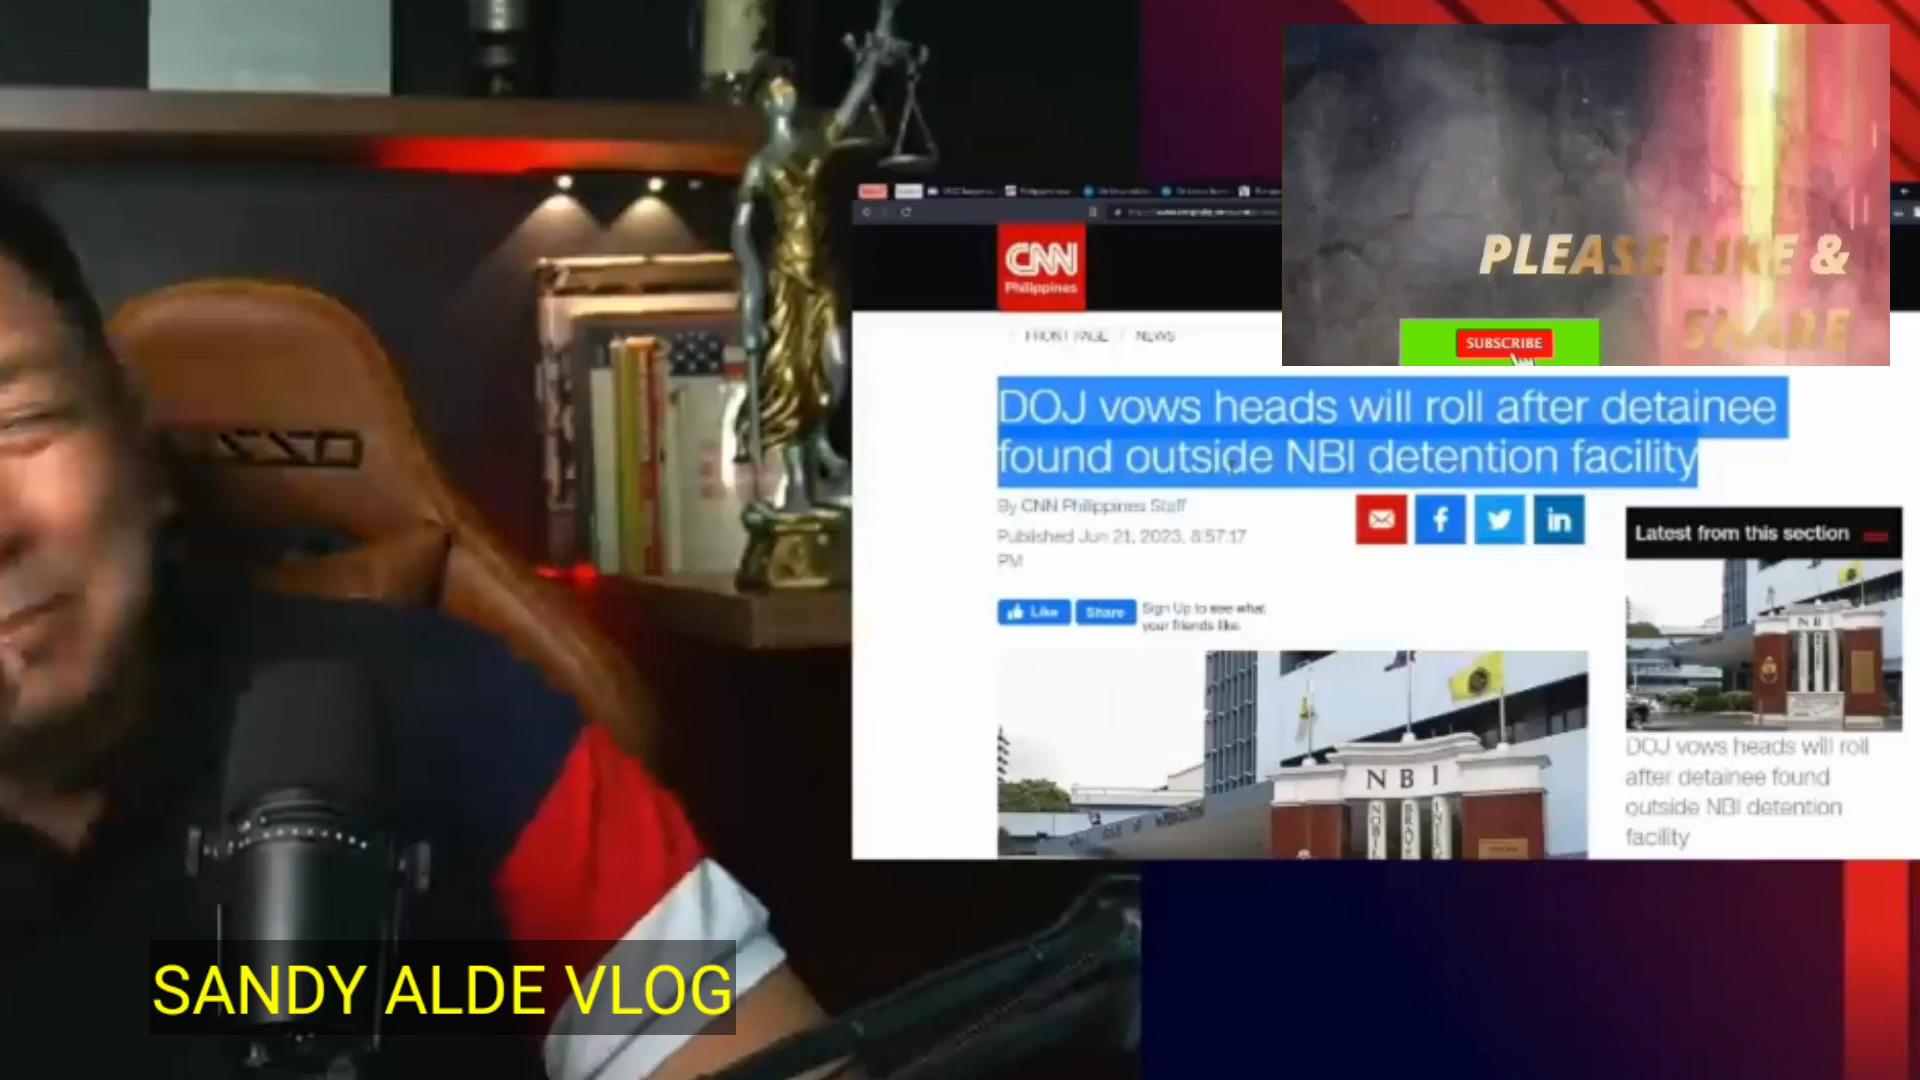 PLEASE LIKE &
SHARE
SUBSCRIBE
CNN
Philippines
FRONT PAGE / NEWS
DOJ vows heads will roll after detainee
found outside NBI detention facility
By CNN Philippines Staff
Published Jun 21, 2023, 8:57:17
PM
Like
Share
Sign Up to see what
your friends like.
Latest from this section
NBI
DOJ vows heads will roll
after detainee found
outside NBI detention
facility
NBI
SANDY ALDE VLOG